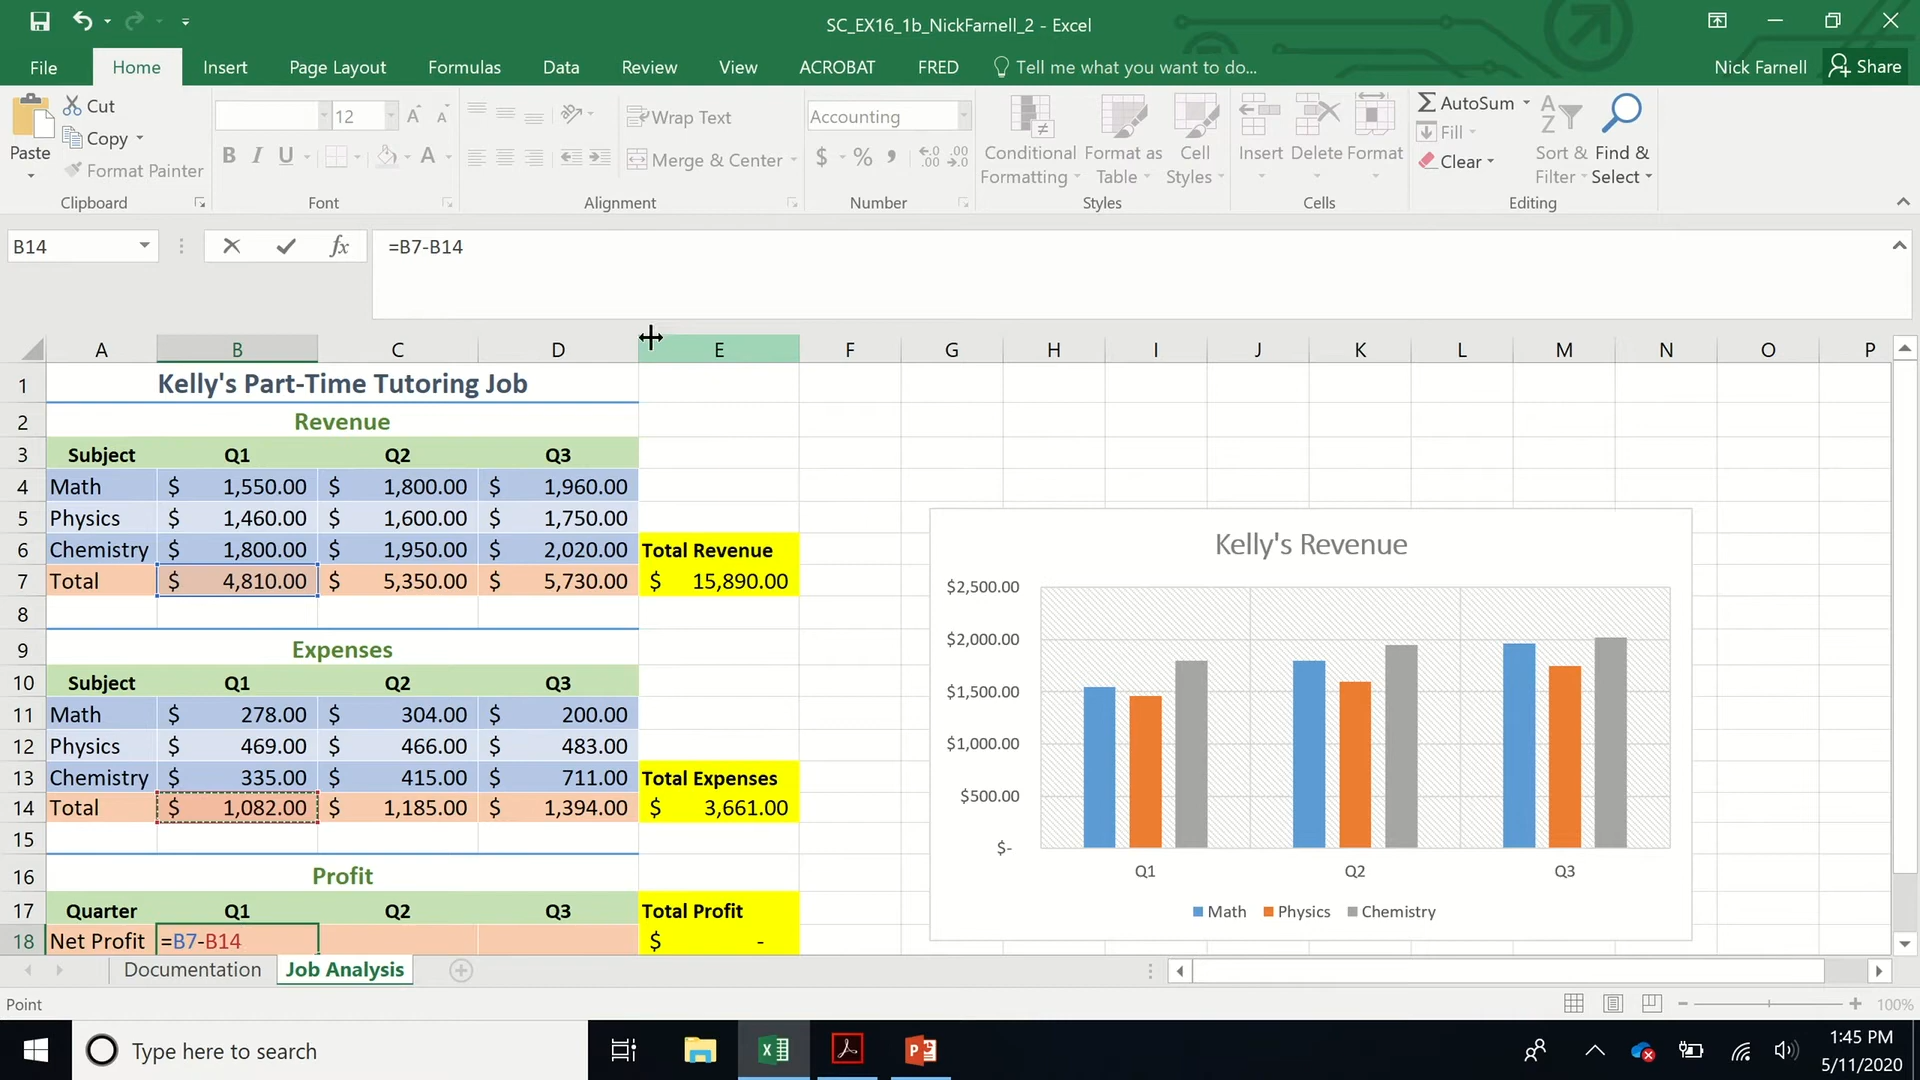 SC_EX16_1b_NickFarnell_2 - Excel
File Home Insert Page Layout Formulas Data Review View ACROBAT FRED Tell me what you want to do... Nick Farnell Share
Paste
Cut
Copy
Format Painter
Clipboard
12
B I U A
Font
Wrap Text
Merge & Center
Alignment
Accounting
$ % ,
Number
Conditional Formatting
Format as Table
Cell Styles
Styles
Insert Delete Format
Cells
AutoSum
Fill
Clear
Sort & Filter
Find & Select
Editing
B14 fx =B7-B14
A B C D E F G H I J K L M N O P
1 Kelly's Part-Time Tutoring Job
2 Revenue
3 Subject Q1 Q2 Q3
4 Math $ 1,550.00 $ 1,800.00 $ 1,960.00
5 Physics $ 1,460.00 $ 1,600.00 $ 1,750.00
6 Chemistry $ 1,800.00 $ 1,950.00 $ 2,020.00 Total Revenue
7 Total $ 4,810.00 $ 5,350.00 $ 5,730.00 $ 15,890.00
8
9 Expenses
10 Subject Q1 Q2 Q3
11 Math $ 278.00 $ 304.00 $ 200.00
12 Physics $ 469.00 $ 466.00 $ 483.00
13 Chemistry $ 335.00 $ 415.00 $ 711.00 Total Expenses
14 Total $ 1,082.00 $ 1,185.00 $ 1,394.00 $ 3,661.00
15
16 Profit
17 Quarter Q1 Q2 Q3 Total Profit
18 Net Profit =B7-B14 $ -
Kelly's Revenue
$2,500.00
$2,000.00
$1,500.00
$1,000.00
$500.00
$-
Q1 Q2 Q3
Math Physics Chemistry
Documentation Job Analysis
Point 100%
Type here to search
1:45 PM
5/11/2020